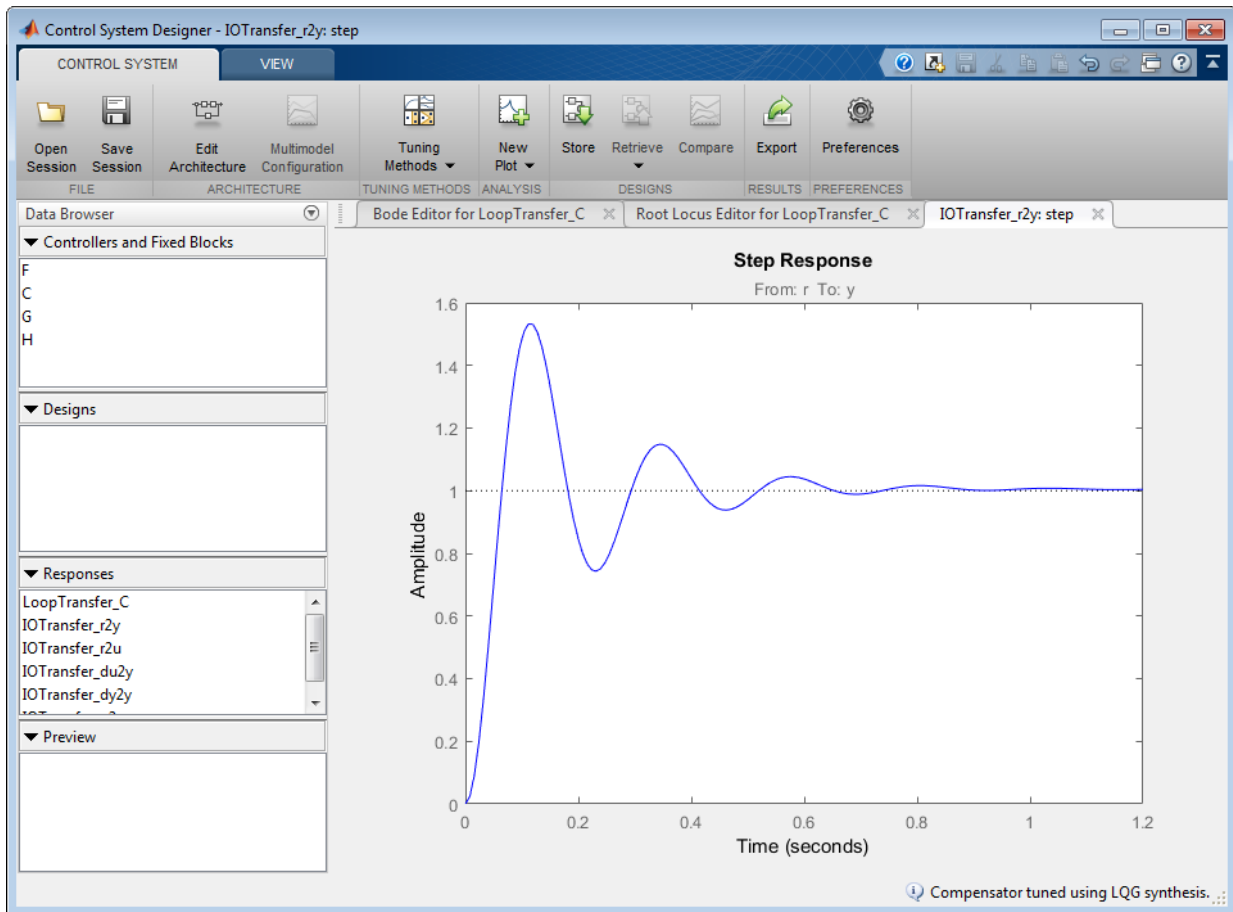 Control System Designer - IOTransfer_r2y: step
CONTROL SYSTEM
VIEW
Open Session
Save Session
Edit Architecture
Multimodel Configuration
Tuning Methods
New Plot
Store
Retrieve
Compare
Export
Preferences
FILE
ARCHITECTURE
TUNING METHODS
ANALYSIS
DESIGNS
RESULTS
PREFERENCES
Data Browser
Controllers and Fixed Blocks
F
C
G
H
Designs
Responses
LoopTransfer_C
IOTransfer_r2y
IOTransfer_r2u
IOTransfer_du2y
IOTransfer_dy2y
Preview
Bode Editor for LoopTransfer_C
Root Locus Editor for LoopTransfer_C
IOTransfer_r2y: step
Step Response
From: r To: y
Amplitude
1.6
1.4
1.2
1
0.8
0.6
0.4
0.2
0
0 0.2 0.4 0.6 0.8 1 1.2
Time (seconds)
Compensator tuned using LQG synthesis.